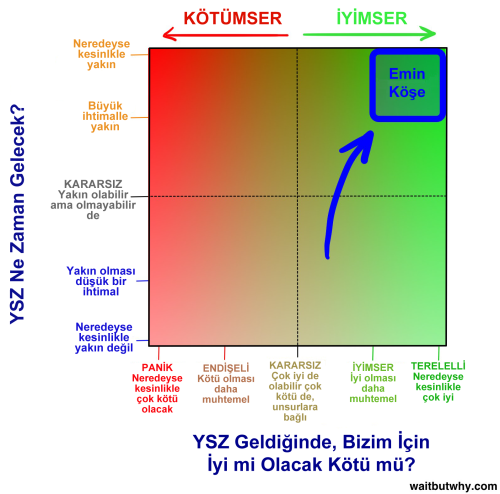 KÖTÜMSER
İYİMSER
YSZ Ne Zaman Gelecek?
Neredeyse
kesinlkle
yakın
Büyük
ihtimalle
yakın
KARARSIZ
Yakın olabilir
ama olmayabilir
de
Yakın olması
düşük bir
ihtimal
Neredeyse
kesinlikle
yakın değil
Emin
Köşe
PANİK
Neredeyse
kesinlikle
çok kötü
olacak
ENDİŞELİ
Kötü olması
daha
muhtemel
KARARSIZ
Çok iyi de
olabilir çok
kötü de,
unsurlara
bağlı
İYİMSER
İyi olması
daha
muhtemel
TERELELLİ
Neredeyse
kesinlikle
çok iyi
YSZ Geldiğinde, Bizim İçin
İyi mi Olacak Kötü mü?
waitbutwhy.com